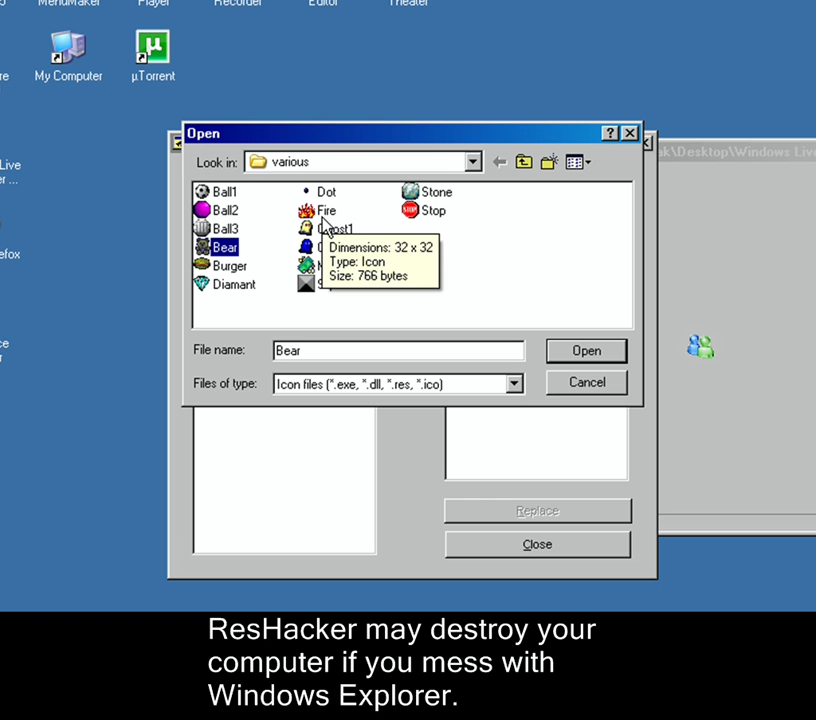 MenuMaker Player Recorder Editor Theater
re My Computer µTorrent
Open
ak\Desktop\Windows Live
Look in: various
Live
er ...
Ball1 Dot Stone
Ball2 Fire Stop
Ball3 Ghost1
Bear
Dimensions: 32 x 32
efox
Burger
Type: Icon
Diamant
Size: 766 bytes
ce
r
File name: Bear Open
Files of type: Icon files (*.exe, *.dll, *.res, *.ico) Cancel
Replace
Close
ResHacker may destroy your
computer if you mess with
Windows Explorer.